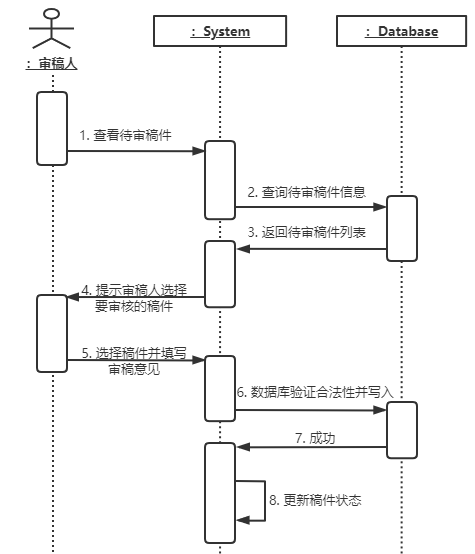 : System
: Database
: 审稿人
1. 查看待审稿件
2. 查询待审稿件信息
3. 返回待审稿件列表
4. 提示审稿人选择
要审核的稿件
5. 选择稿件并填写
审稿意见
6. 数据库验证合法性并写入
7. 成功
8. 更新稿件状态